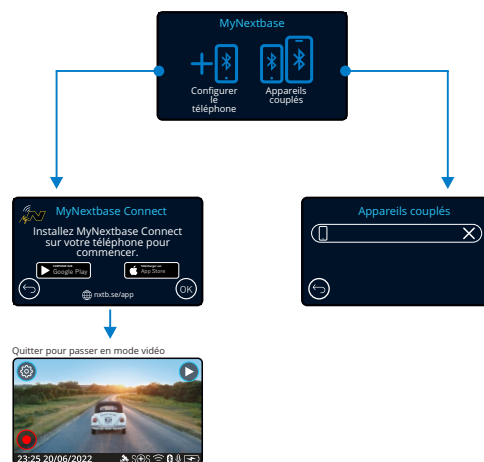 MyNextbase
Configurer
le
téléphone
Appareils
couplés
MyNextbase Connect
Installez MyNextbase Connect
sur votre téléphone pour
commencer.
Google Play
App Store
nxtb.se/app
OK
Appareils couplés
Quitter pour passer en mode vidéo
23:25 20/06/2022
SOS